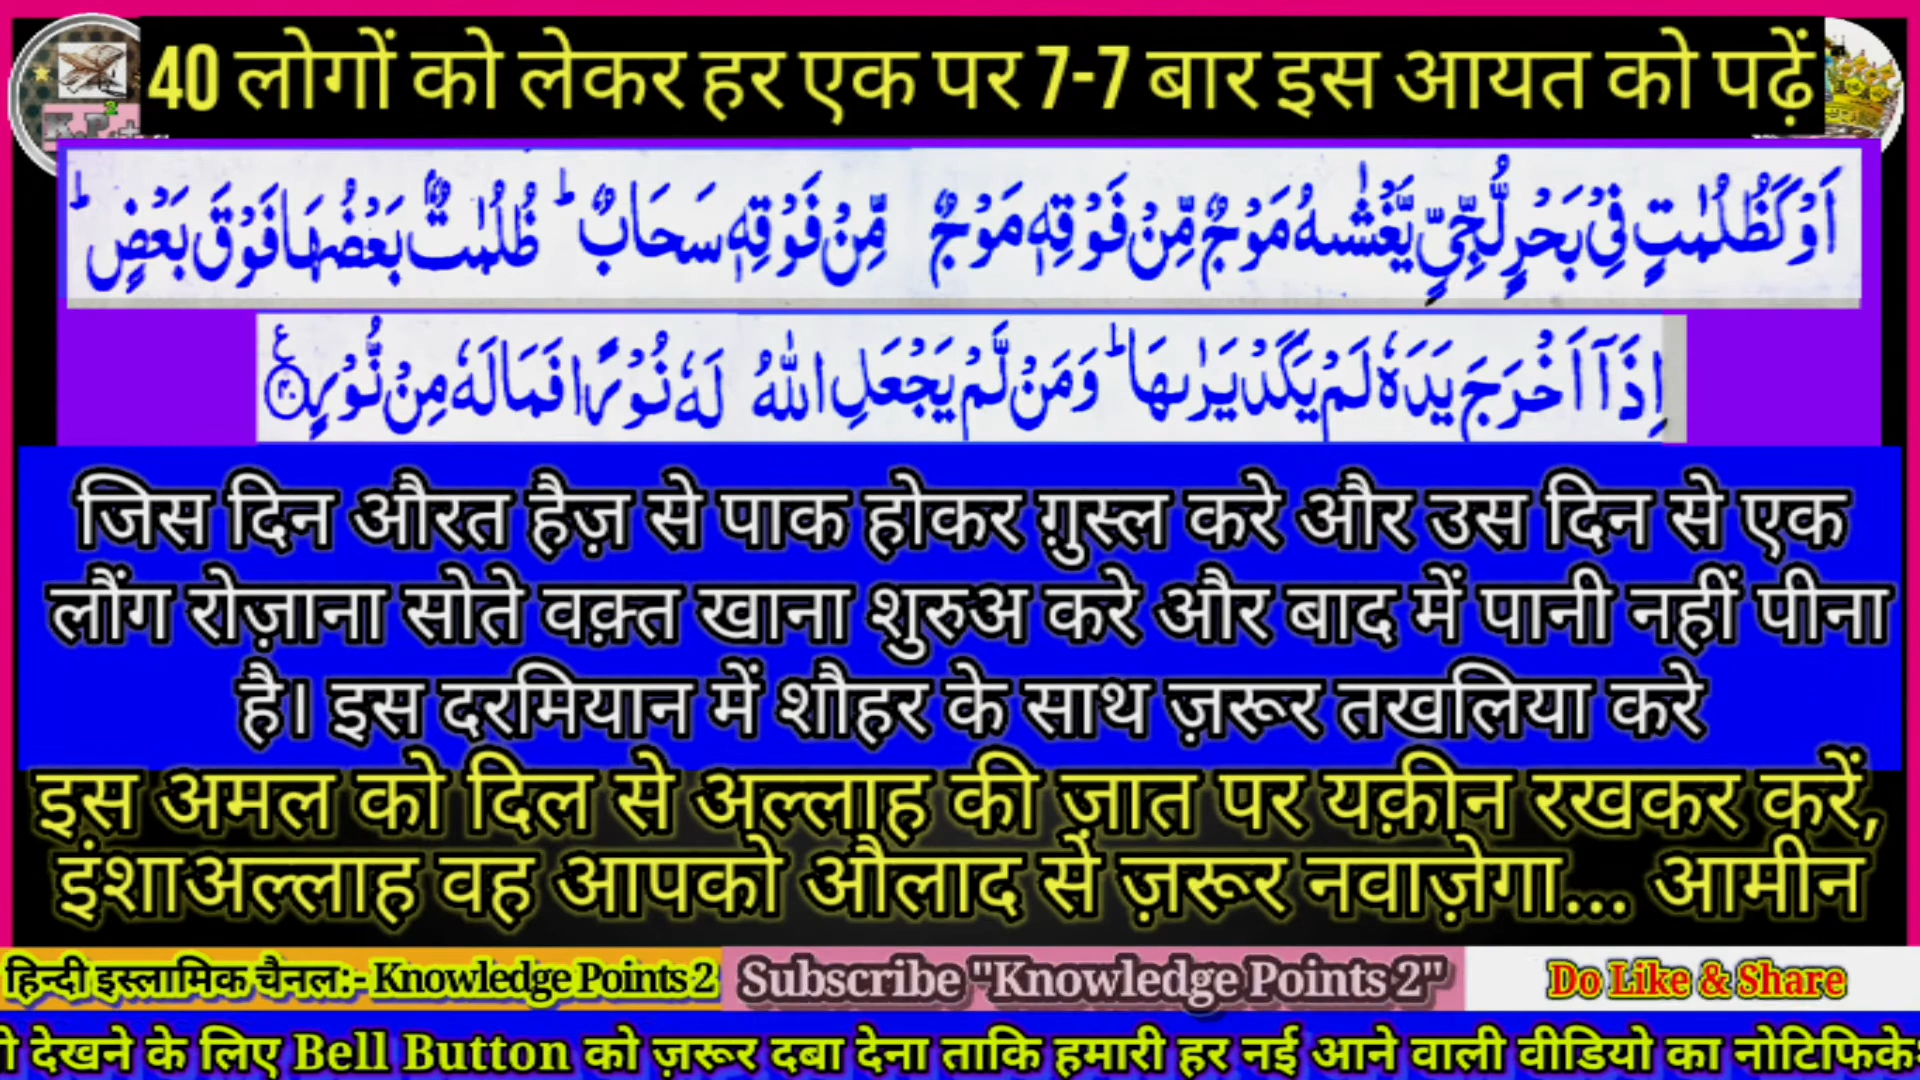 40 लोगों को लेकर हर एक पर 7-7 बार इस आयत को पढ़ें
اَوْ كَظُلُمٰتٍ فِیْ بَحْرٍ لُّجِّیٍّ یَّغْشٰىهُ مَوْجٌ مِّنْ فَوْقِهٖ مَوْجٌ مِّنْ فَوْقِهٖ سَحَابٌ ؕ ظُلُمٰتٌۢ بَعْضُهَا فَوْقَ بَعْضٍ ؕ
اِذَاۤ اَخْرَجَ یَدَهٗ لَمْ یَكَدْ یَرٰىهَا ؕ وَمَنْ لَّمْ یَجْعَلِ اللّٰهُ لَهٗ نُوْرًا فَمَا لَهٗ مِنْ نُّوْرٍ ۴۰ ع
जिस दिन औरत हैज़ से पाक होकर ग़ुस्ल करे और उस दिन से एक
लौंग रोज़ाना सोते वक़्त खाना शुरुअ करे और बाद में पानी नहीं पीना
है। इस दरमियान में शौहर के साथ ज़रूर तखलिया करे
इस अमल को दिल से अल्लाह की ज़ात पर यक़ीन रखकर करें,
इंशाअल्लाह वह आपको औलाद से ज़रूर नवाज़ेगा... आमीन
हिन्दी इस्लामिक चैनल:- Knowledge Points 2 Subscribe "Knowledge Points 2" Do Like & Share
देखने के लिए Bell Button को ज़रूर दबा देना ताकि हमारी हर नई आने वाली वीडियो का